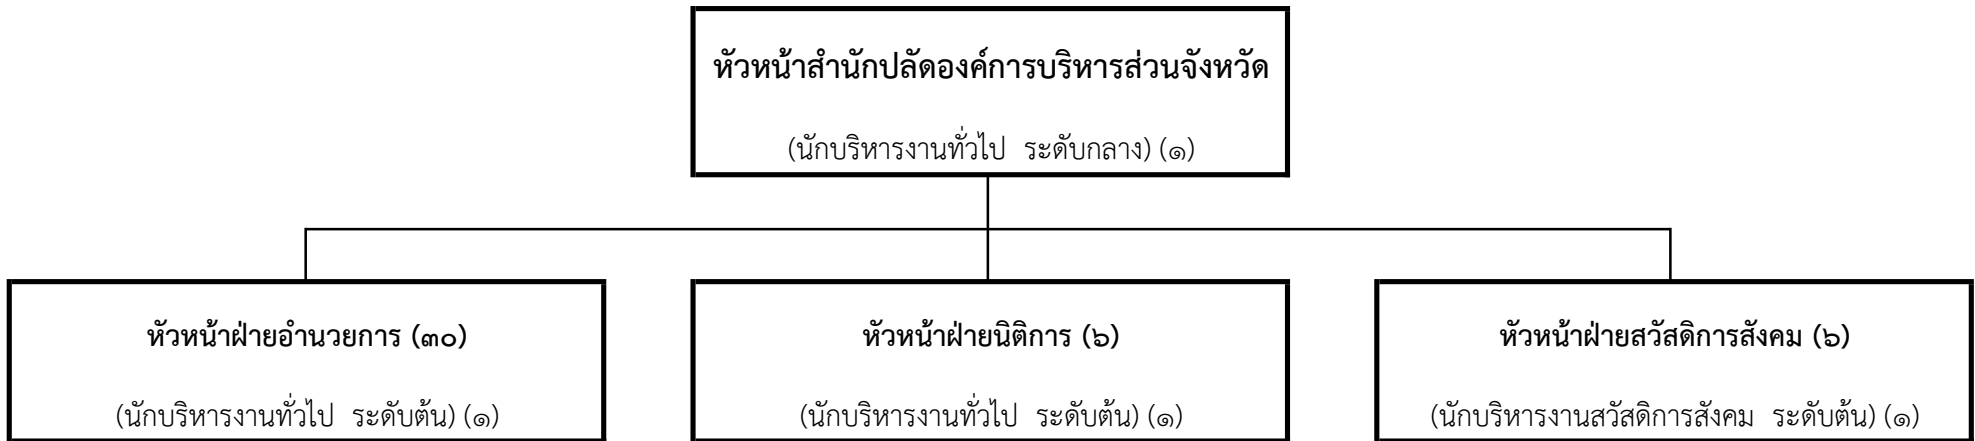 หัวหน้าสำนักปลัดองค์การบริหารส่วนจังหวัด
(นักบริหารงานทั่วไป ระดับกลาง) (๑)
หัวหน้าฝ่ายอำนวยการ (๓๐)
(นักบริหารงานทั่วไป ระดับต้น) (๑)
หัวหน้าฝ่ายนิติการ (๖)
(นักบริหารงานทั่วไป ระดับต้น) (๑)
หัวหน้าฝ่ายสวัสดิการสังคม (๖)
(นักบริหารงานสวัสดิการสังคม ระดับต้น) (๑)